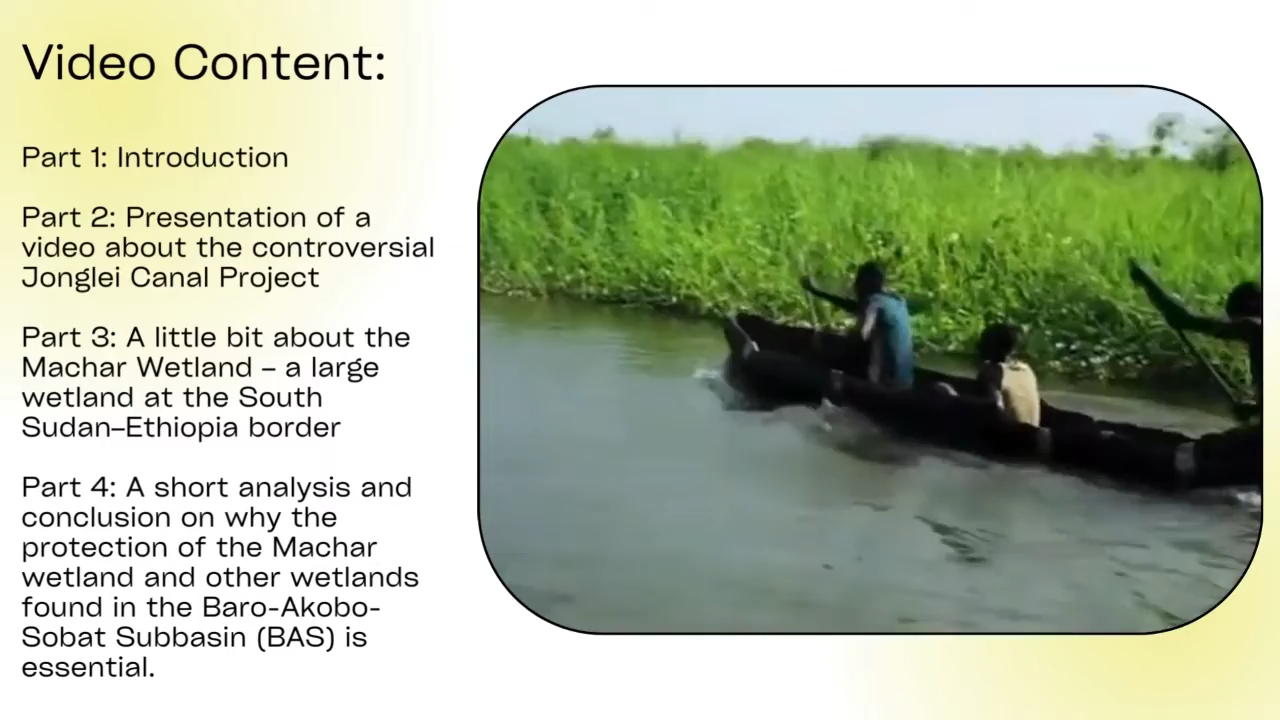 Video Content:
Part 1: Introduction
Part 2: Presentation of a
video about the controversial
Jonglei Canal Project
Part 3: A little bit about the
Machar Wetland – a large
wetland at the South
Sudan–Ethiopia border
Part 4: A short analysis and
conclusion on why the
protection of the Machar
wetland and other wetlands
found in the Baro-Akobo-
Sobat Subbasin (BAS) is
essential.